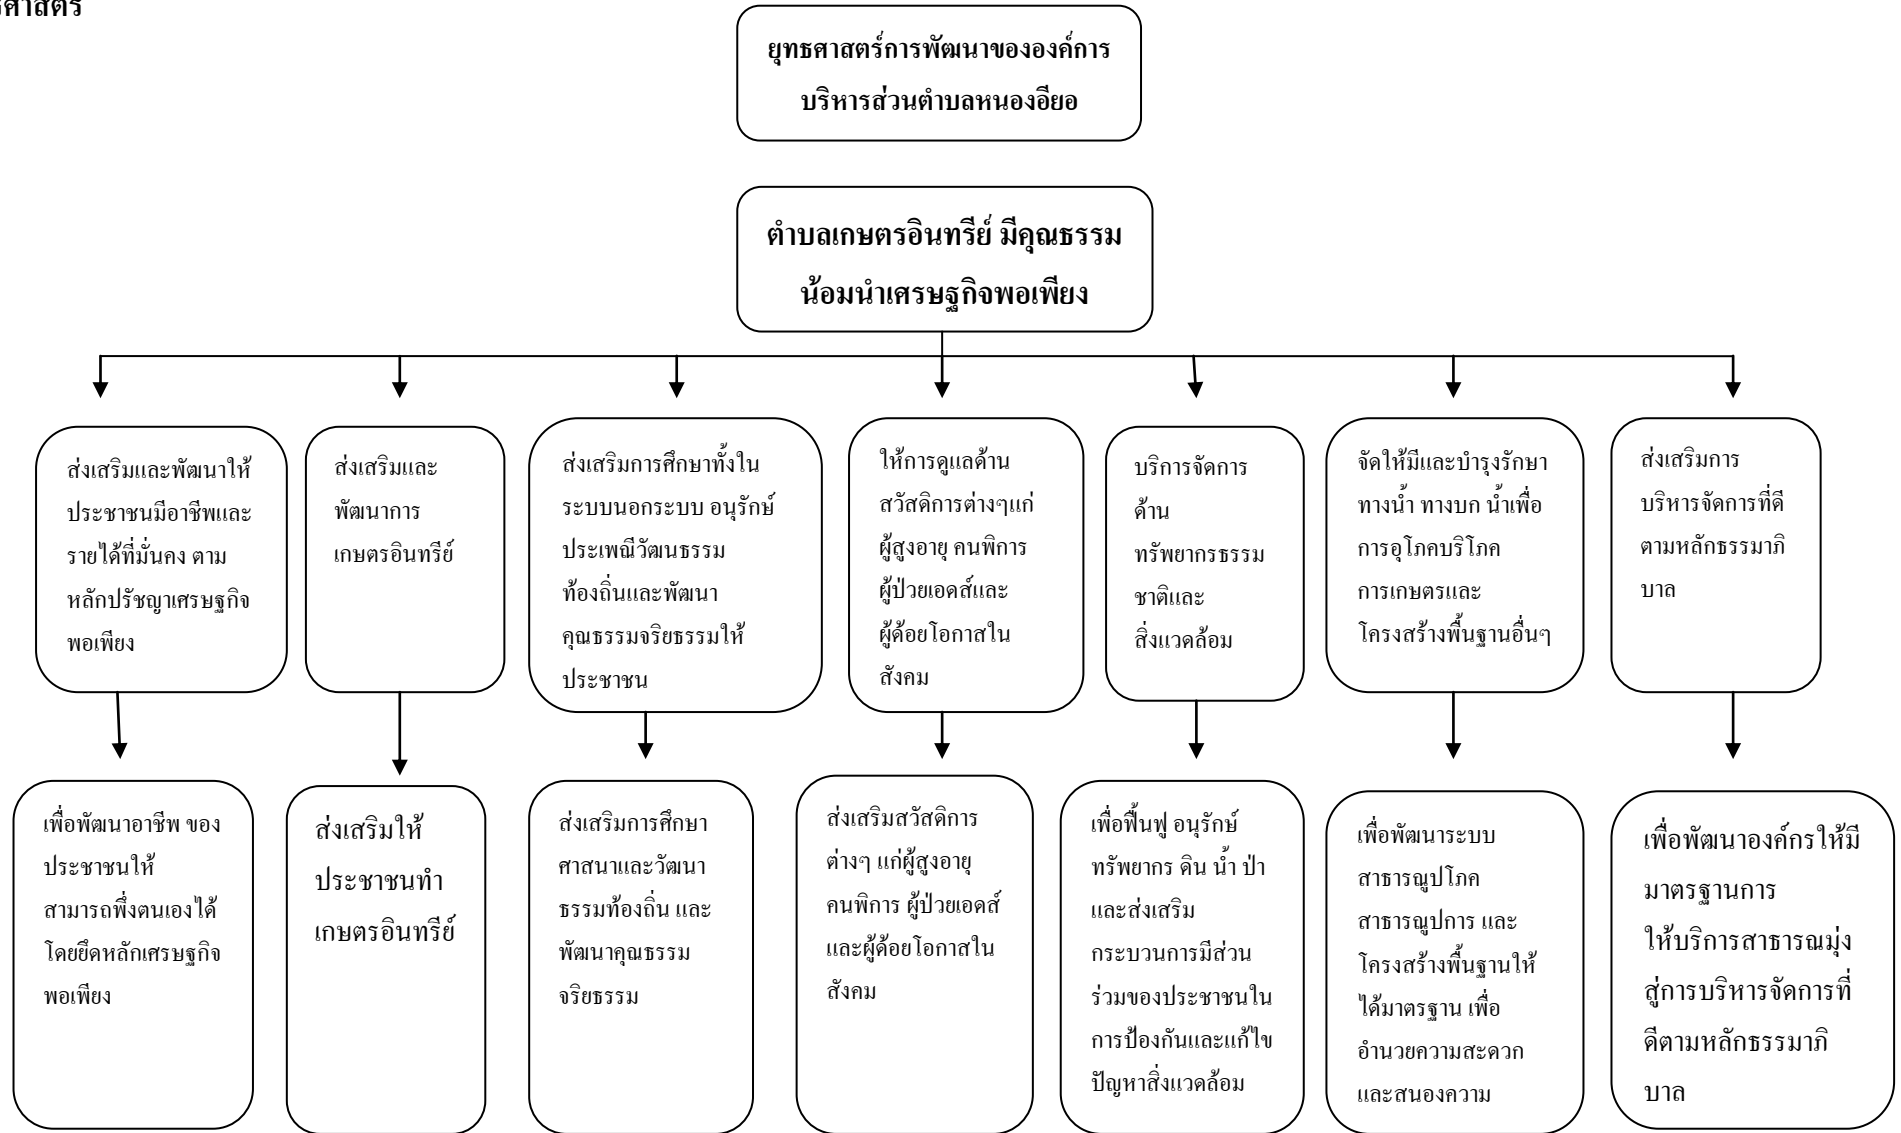 ยุทธศาสตร์การพัฒนาขององค์การ
บริหารส่วนตำบลหนองอียอ
ตำบลเกษตรอินทรีย์ มีคุณธรรม
น้อมนำเศรษฐกิจพอเพียง
ส่งเสริมและพัฒนาให้
ประชาชนมีอาชีพและ
รายได้ที่มั่นคง ตาม
หลักปรัชญาเศรษฐกิจ
พอเพียง
ส่งเสริมและ
พัฒนาการ
เกษตรอินทรีย์
ส่งเสริมการศึกษาทั้งใน
ระบบนอกระบบ อนุรักษ์
ประเพณีวัฒนธรรม
ท้องถิ่นและพัฒนา
คุณธรรมจริยธรรมให้
ประชาชน
ให้การดูแลด้าน
สวัสดิการต่างๆแก่
ผู้สูงอายุ คนพิการ
ผู้ป่วยเอดส์และ
ผู้ด้อยโอกาสใน
สังคม
บริการจัดการ
ด้าน
ทรัพยากรธรรม
ชาติและ
สิ่งแวดล้อม
จัดให้มีและบำรุงรักษา
ทางน้ำ ทางบก น้ำเพื่อ
การอุโภคบริโภค
การเกษตรและ
โครงสร้างพื้นฐานอื่นๆ
ส่งเสริมการ
บริหารจัดการที่ดี
ตามหลักธรรมาภิ
บาล
เพื่อพัฒนาอาชีพ ของ
ประชาชนให้
สามารถพึ่งตนเองได้
โดยยึดหลักเศรษฐกิจ
พอเพียง
ส่งเสริมให้
ประชาชนทำ
เกษตรอินทรีย์
ส่งเสริมการศึกษา
ศาสนาและวัฒนา
ธรรมท้องถิ่น และ
พัฒนาคุณธรรม
จริยธรรม
ส่งเสริมสวัสดิการ
ต่างๆ แก่ผู้สูงอายุ
คนพิการ ผู้ป่วยเอดส์
และผู้ด้อยโอกาสใน
สังคม
เพื่อฟื้นฟู อนุรักษ์
ทรัพยากร ดิน น้ำ ป่า
และส่งเสริม
กระบวนการมีส่วน
ร่วมของประชาชนใน
การป้องกันและแก้ไข
ปัญหาสิ่งแวดล้อม
เพื่อพัฒนาระบบ
สาธารณูปโภค
สาธารณูปการ และ
โครงสร้างพื้นฐานให้
ได้มาตรฐาน เพื่อ
อำนวยความสะดวก
และสนองความ
เพื่อพัฒนาองค์กรให้มี
มาตรฐานการ
ให้บริการสาธารณมุ่ง
สู่การบริหารจัดการที่
ดีตามหลักธรรมาภิ
บาล